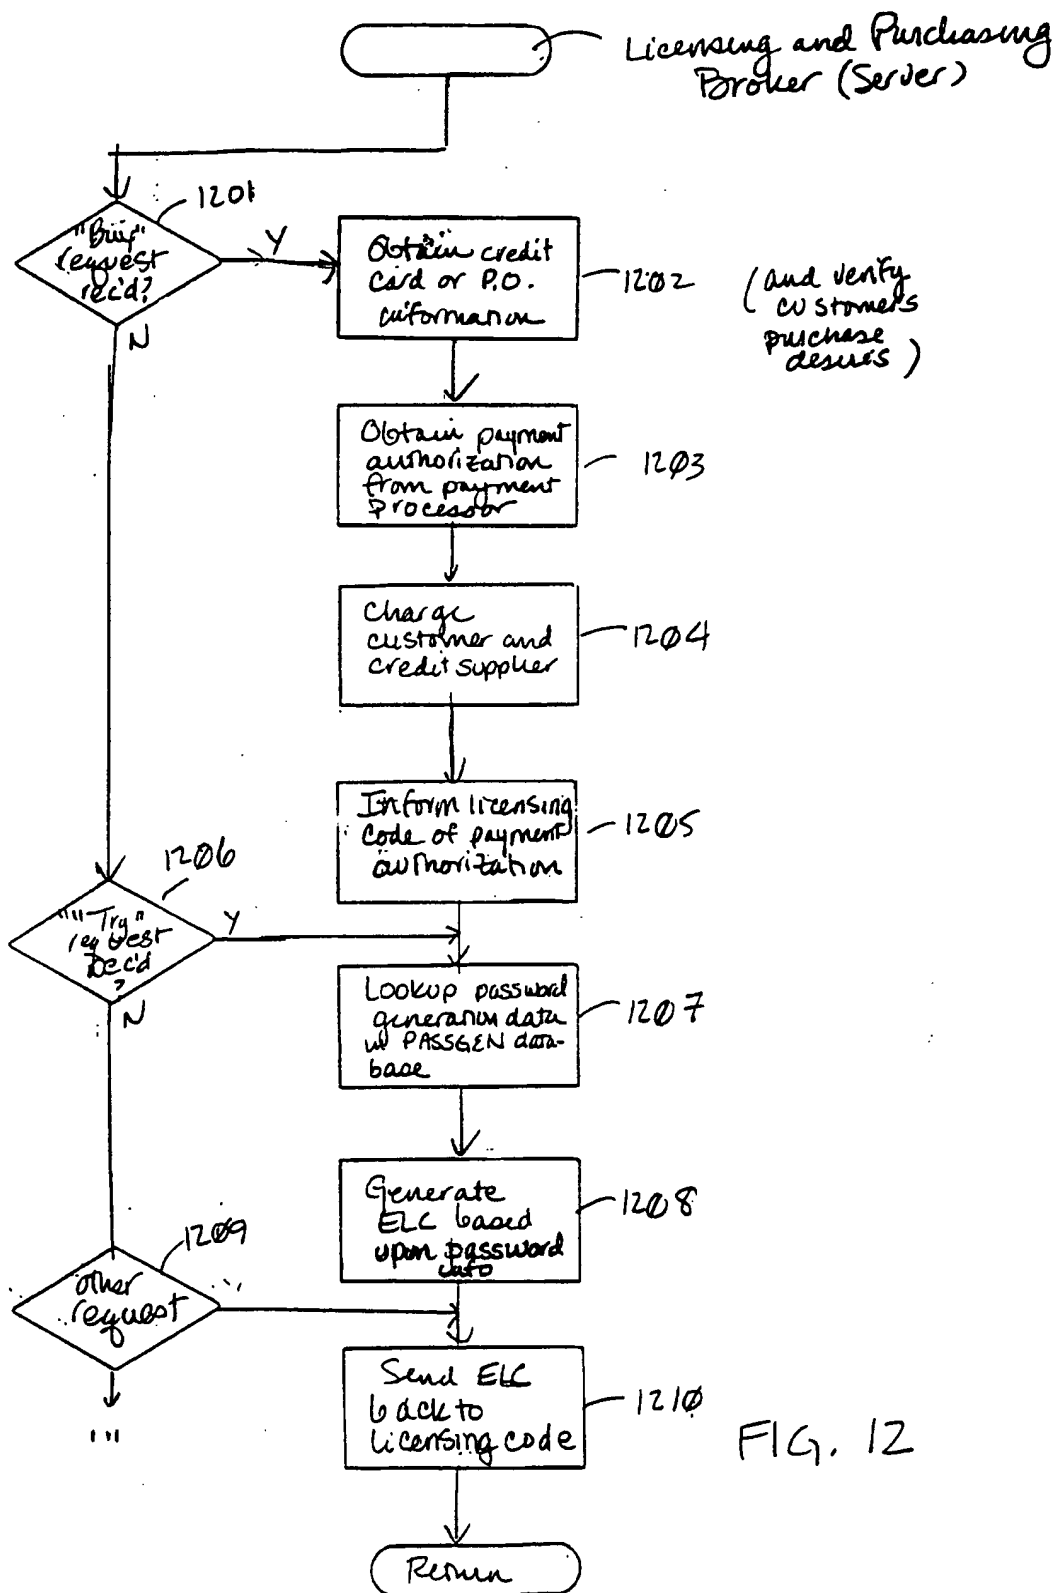 Licensing and Purchasing
Broker (Server)
1201
"Buy"
request
rec'd?
Y
N
Obtain credit
card or P.O.
information
1202
(and verify
customers
purchase
desires)
Obtain payment
authorization
from payment
processor
1203
Charge
customer and
credit supplier
1204
Inform licensing
code of payment
authorization
1205
1206
"Try"
request
Rec'd
?
Y
N
Lookup password
generation data
in PASSGEN data-
base
1207
Generate
ELC based
upon password
info
1208
1209
other
request
Send ELC
back to
licensing code
1210
Return
FIG. 12